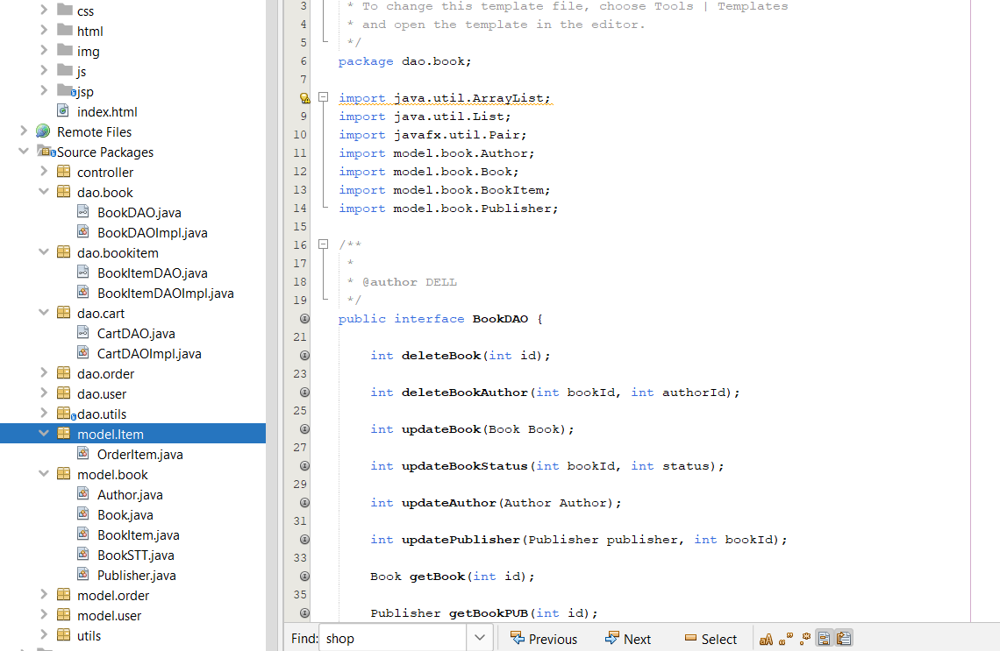 css
html
img
js
jsp
index.html
Remote Files
Source Packages
controller
dao.book
BookDAO.java
BookDAOImpl.java
dao.bookitem
BookItemDAO.java
BookItemDAOImpl.java
dao.cart
CartDAO.java
CartDAOImpl.java
dao.order
dao.user
dao.utils
model.Item
OrderItem.java
model.book
Author.java
Book.java
BookItem.java
BookSTT.java
Publisher.java
model.order
model.user
utils
3 * To change this template file, choose Tools | Templates
4 * and open the template in the editor.
5 */
6 package dao.book;
7
import java.util.ArrayList;
9 import java.util.List;
10 import javafx.util.Pair;
11 import model.book.Author;
12 import model.book.Book;
13 import model.book.BookItem;
14 import model.book.Publisher;
15
16 /**
17 *
18 * @author DELL
19 */
public interface BookDAO {
21
int deleteBook(int id);
23
int deleteBookAuthor(int bookId, int authorId);
25
int updateBook(Book Book);
27
int updateBookStatus(int bookId, int status);
29
int updateAuthor(Author Author);
31
int updatePublisher(Publisher publisher, int bookId);
33
Book getBook(int id);
35
Publisher getBookPUB(int id);
Find: shop Previous Next Select